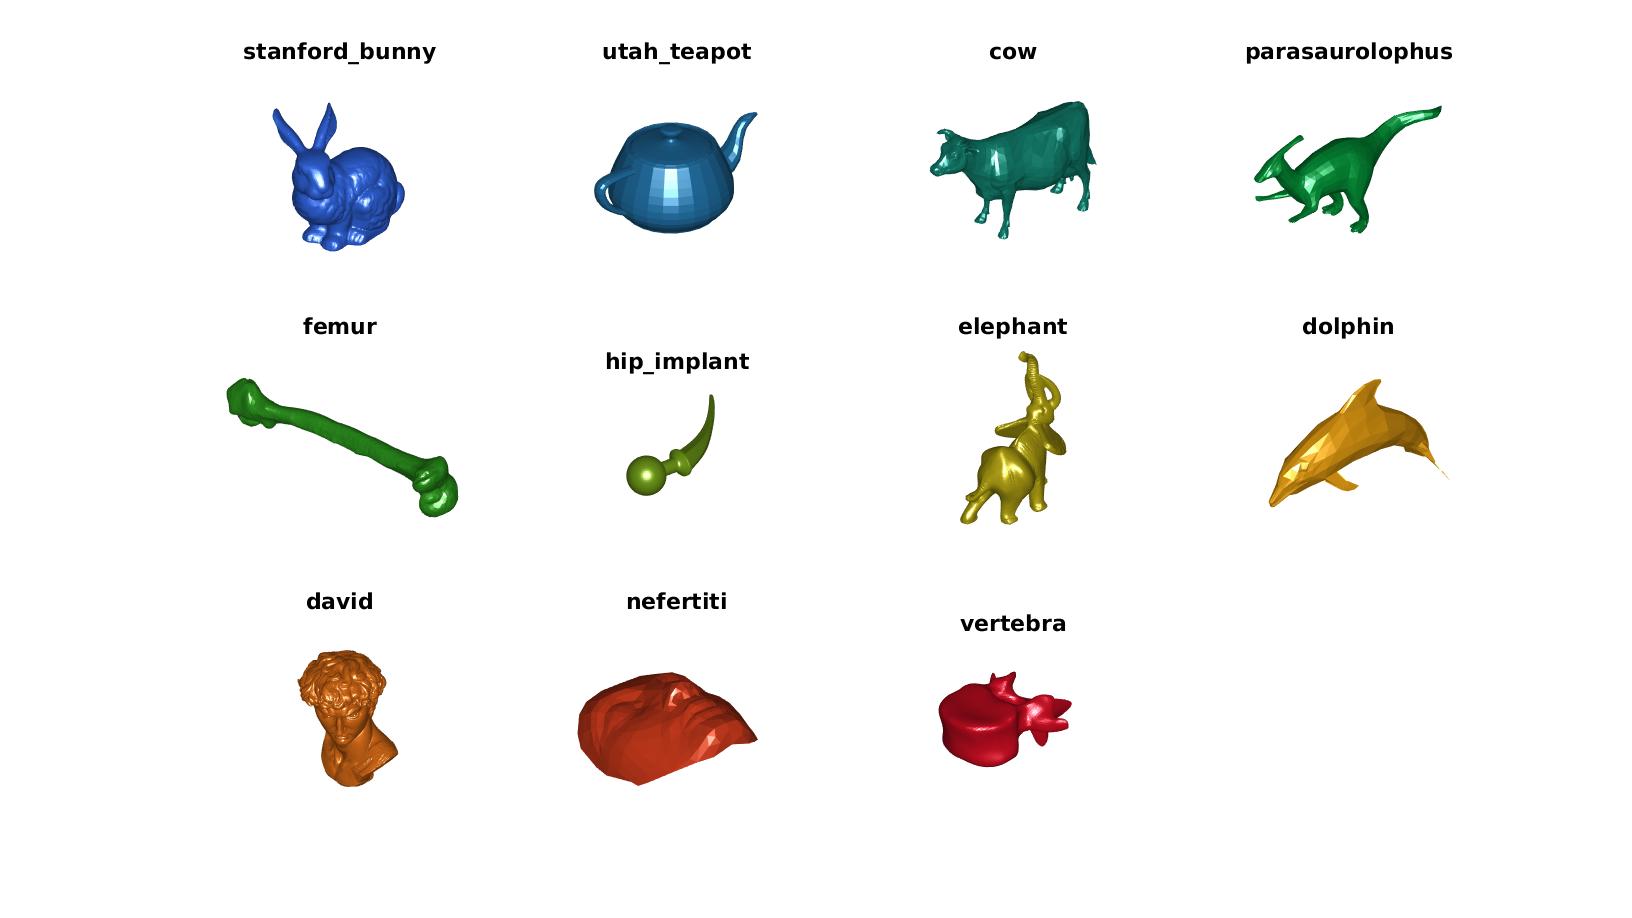 stanford_bunny
utah_teapot
cow
parasaurolophus
femur
hip_implant
elephant
dolphin
david
nefertiti
vertebra